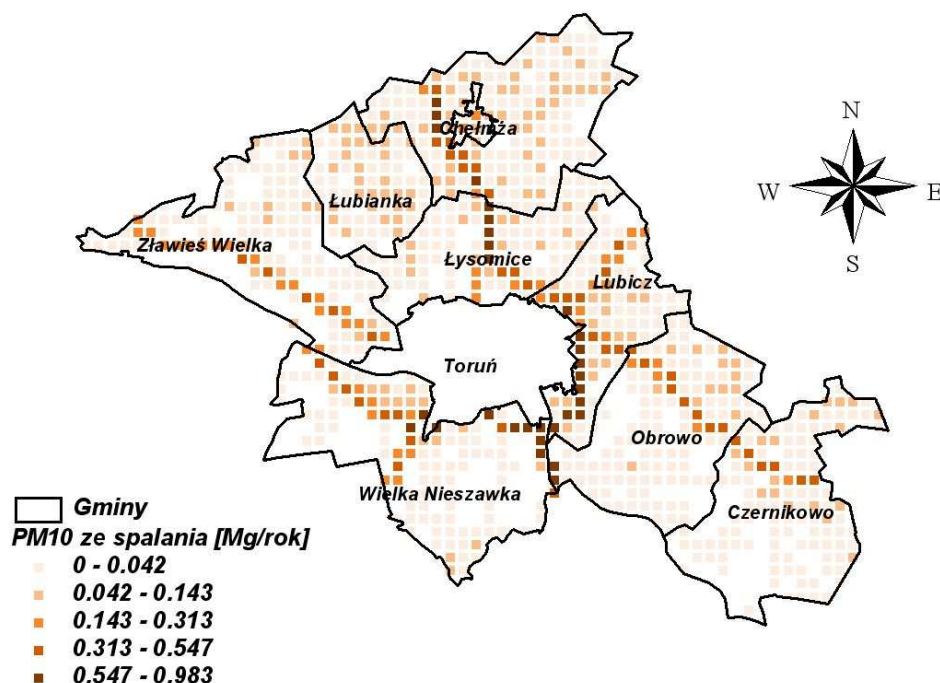 N
Chełmża
Łubianka
W
E
Zławieś Wielka
Łysomice
S
Lubicz
Toruń
Obrowo
Wielka Nieszawka
Czernikowo
Gminy
PM10 ze spalania [Mg/rok]
0 - 0.042
0.042 - 0.143
0.143 - 0.313
0.313 - 0.547
0.547 - 0.983